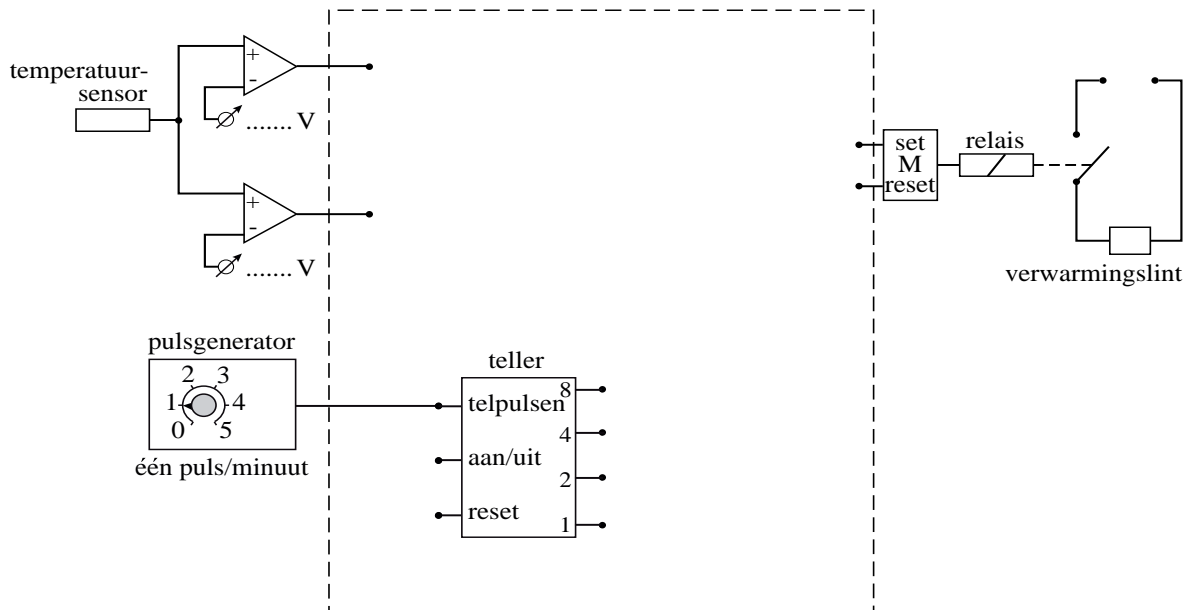 temperatuur-
sensor
+
-
....... V
+
-
....... V
set
M
reset
relais
verwarmingslint
pulsgenerator
2 3
1 4
0 5
één puls/minuut
teller
telpulsen
8
4
aan/uit
2
reset
1